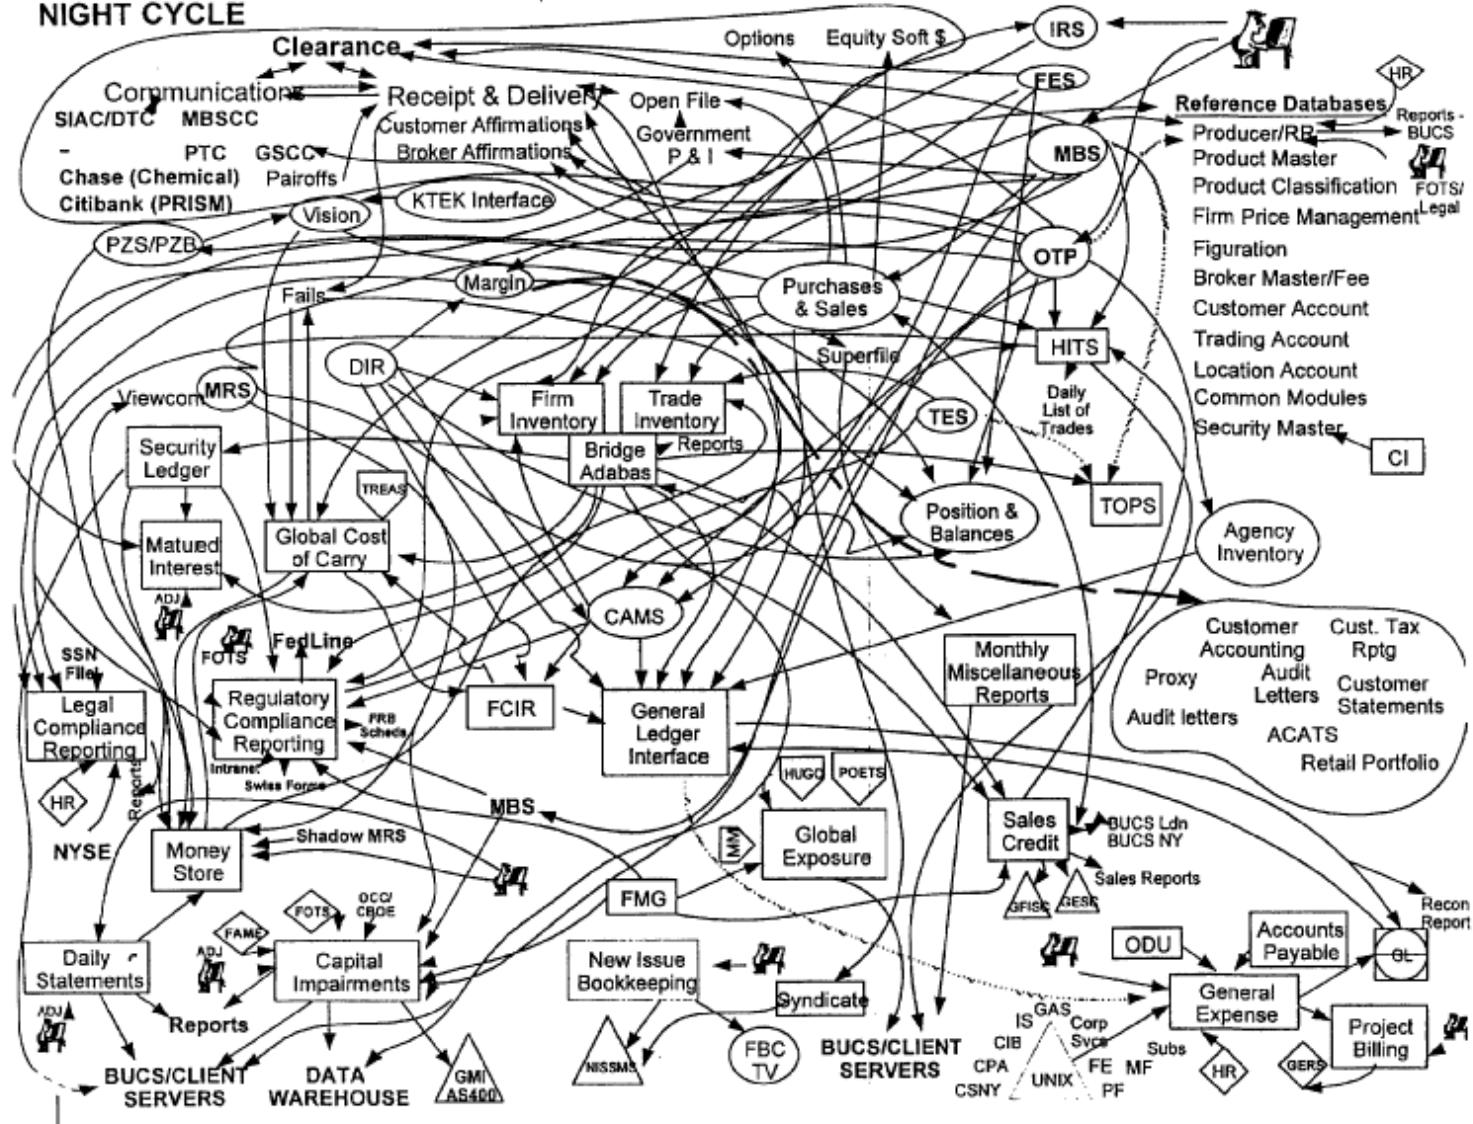 NIGHT CYCLE
Clearance
Communications
SIAC/DTC MBSCC
PTC GSCC
Chase (Chemical) Pairoffs
Citibank (PRISM)
Receipt & Delivery
Customer Affirmations
Broker Affirmations
Options
Equity Soft $
Open File
Government
P & I
IRS
FES
MBS
OTP
HR
Reference Databases
Producer/RR
Product Master
Product Classification
Firm Price Management
Figuration
Broker Master/Fee
Customer Account
Trading Account
Location Account
Common Modules
Security Master
Reports -
BUCS
FOTS/
Legal
CI
Vision
KTEK Interface
PZS/PZB
Margin
Fails
Purchases
& Sales
Superfile
HITS
Daily
List of
Trades
DIR
MRS
Viewcom
Firm
Inventory
Trade
Inventory
Bridge
Adabas
Reports
TES
TOPS
Security
Ledger
TREAS
Global Cost
of Carry
Matured
Interest
ADJ
Position &
Balances
Agency
Inventory
CAMS
FOTS
FedLine
SSN
File
Legal
Compliance
Reporting
Regulatory
Compliance
Reporting
FRB
Scheds
Swiss Forms
Reports
HR
NYSE
FCIR
General
Ledger
Interface
Monthly
Miscellaneous
Reports
Customer
Accounting
Cust. Tax
Rptg
Proxy
Audit
Letters
Customer
Statements
Audit letters
ACATS
Retail Portfolio
HUGO
POETS
MM
Global
Exposure
Sales
Credit
BUCS Ldn
BUCS NY
Sales Reports
GFISC
GESC
MBS
Shadow MRS
Money
Store
FMG
Recon
Report
GL
FOTS
OCC/
CBOE
FAME
ADJ
Daily
Statements
Capital
Impairments
New Issue
Bookkeeping
Syndicate
ODU
Accounts
Payable
General
Expense
Project
Billing
ADJ
Reports
BUCS/CLIENT
SERVERS
DATA
WAREHOUSE
GMI
AS400
NISSMS
FBC
TV
BUCS/CLIENT
SERVERS
GAS
IS
Corp
Svcs
CIB
CPA
CSNY
UNIX
FE
MF
PF
Subs
HR
GERS